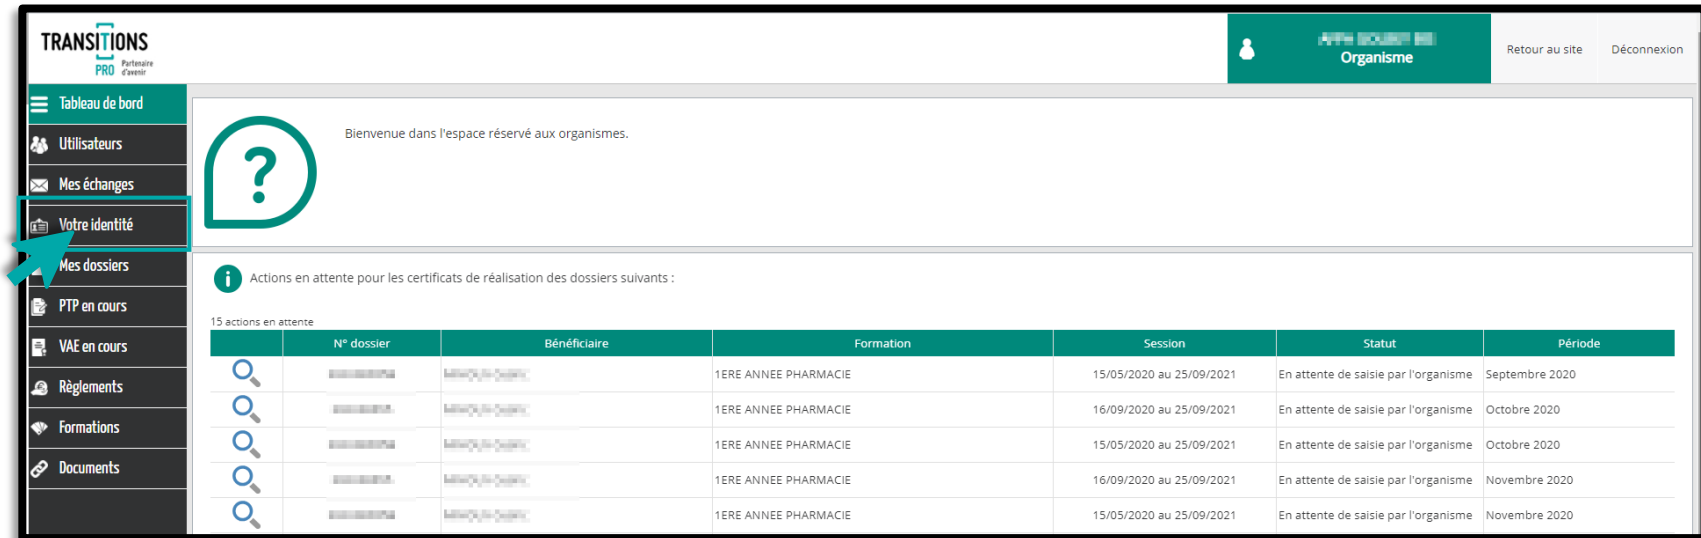 TRANSITIONS
PRO Partenaire d'avenir
Organisme
Retour au site
Déconnexion
Tableau de bord
Utilisateurs
Mes échanges
Votre identité
Mes dossiers
PTP en cours
VAE en cours
Règlements
Formations
Documents
Bienvenue dans l'espace réservé aux organismes.
Actions en attente pour les certificats de réalisation des dossiers suivants :
15 actions en attente
N° dossier Bénéficiaire Formation Session Statut Période
1ERE ANNEE PHARMACIE 15/05/2020 au 25/09/2021 En attente de saisie par l'organisme Septembre 2020
1ERE ANNEE PHARMACIE 16/09/2020 au 25/09/2021 En attente de saisie par l'organisme Octobre 2020
1ERE ANNEE PHARMACIE 15/05/2020 au 25/09/2021 En attente de saisie par l'organisme Octobre 2020
1ERE ANNEE PHARMACIE 16/09/2020 au 25/09/2021 En attente de saisie par l'organisme Novembre 2020
1ERE ANNEE PHARMACIE 15/05/2020 au 25/09/2021 En attente de saisie par l'organisme Novembre 2020